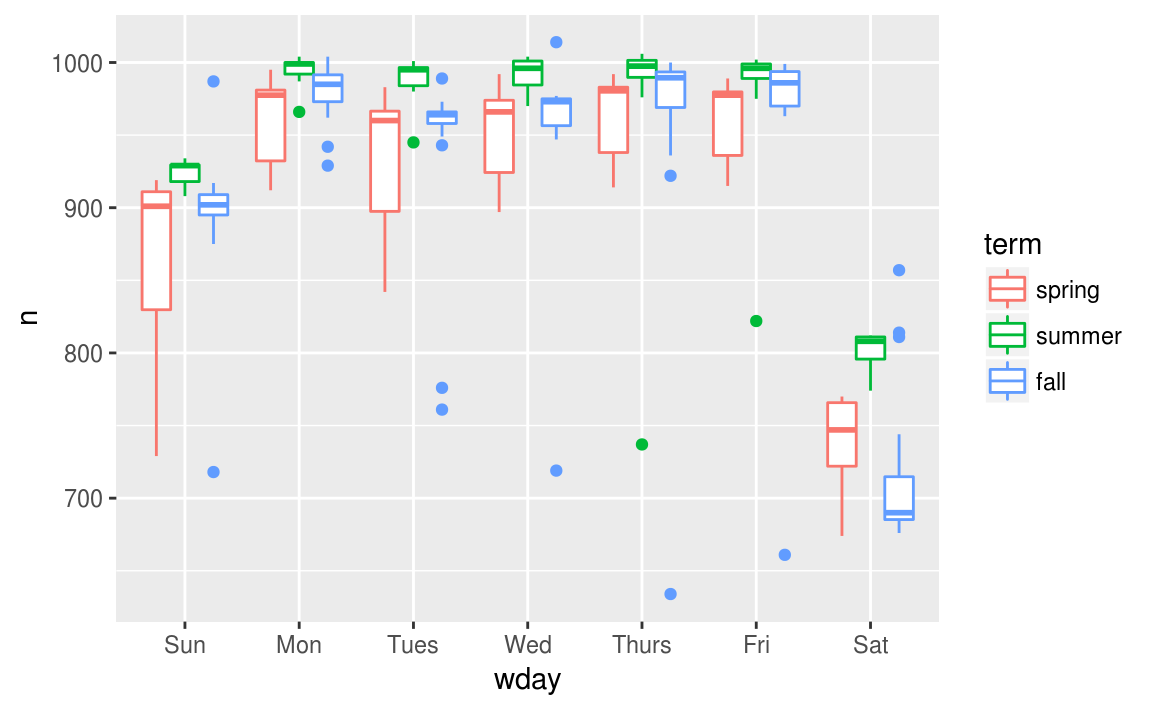 1000
900
800
700
n
Sun Mon Tues Wed Thurs Fri Sat
wday
term
spring
summer
fall